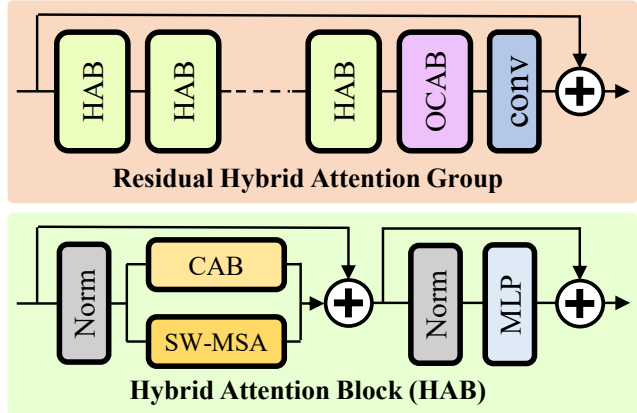 HAB
HAB
HAB
OCAB
conv
Residual Hybrid Attention Group
Norm
CAB
SW-MSA
Norm
MLP
Hybrid Attention Block (HAB)